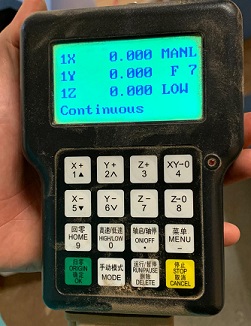 1X 0.000 MANL
1Y 0.000 F 7
1Z 0.000 LOW
Continuous
X+ Y+ Z+ XY-0
1▲ 2∧ 3 4
X- Y- Z- Z-0
5▼ 6∨ 7 8
回零 高速/低速 轴启/轴停 菜单
HOME HIGH/LOW ON/OFF MENU
9 0 • −
回零 手动模式 运行/暂停 停止
ORIGIN MODE RUN/PAUSE STOP
确定 删除 取消
OK DELETE CANCEL